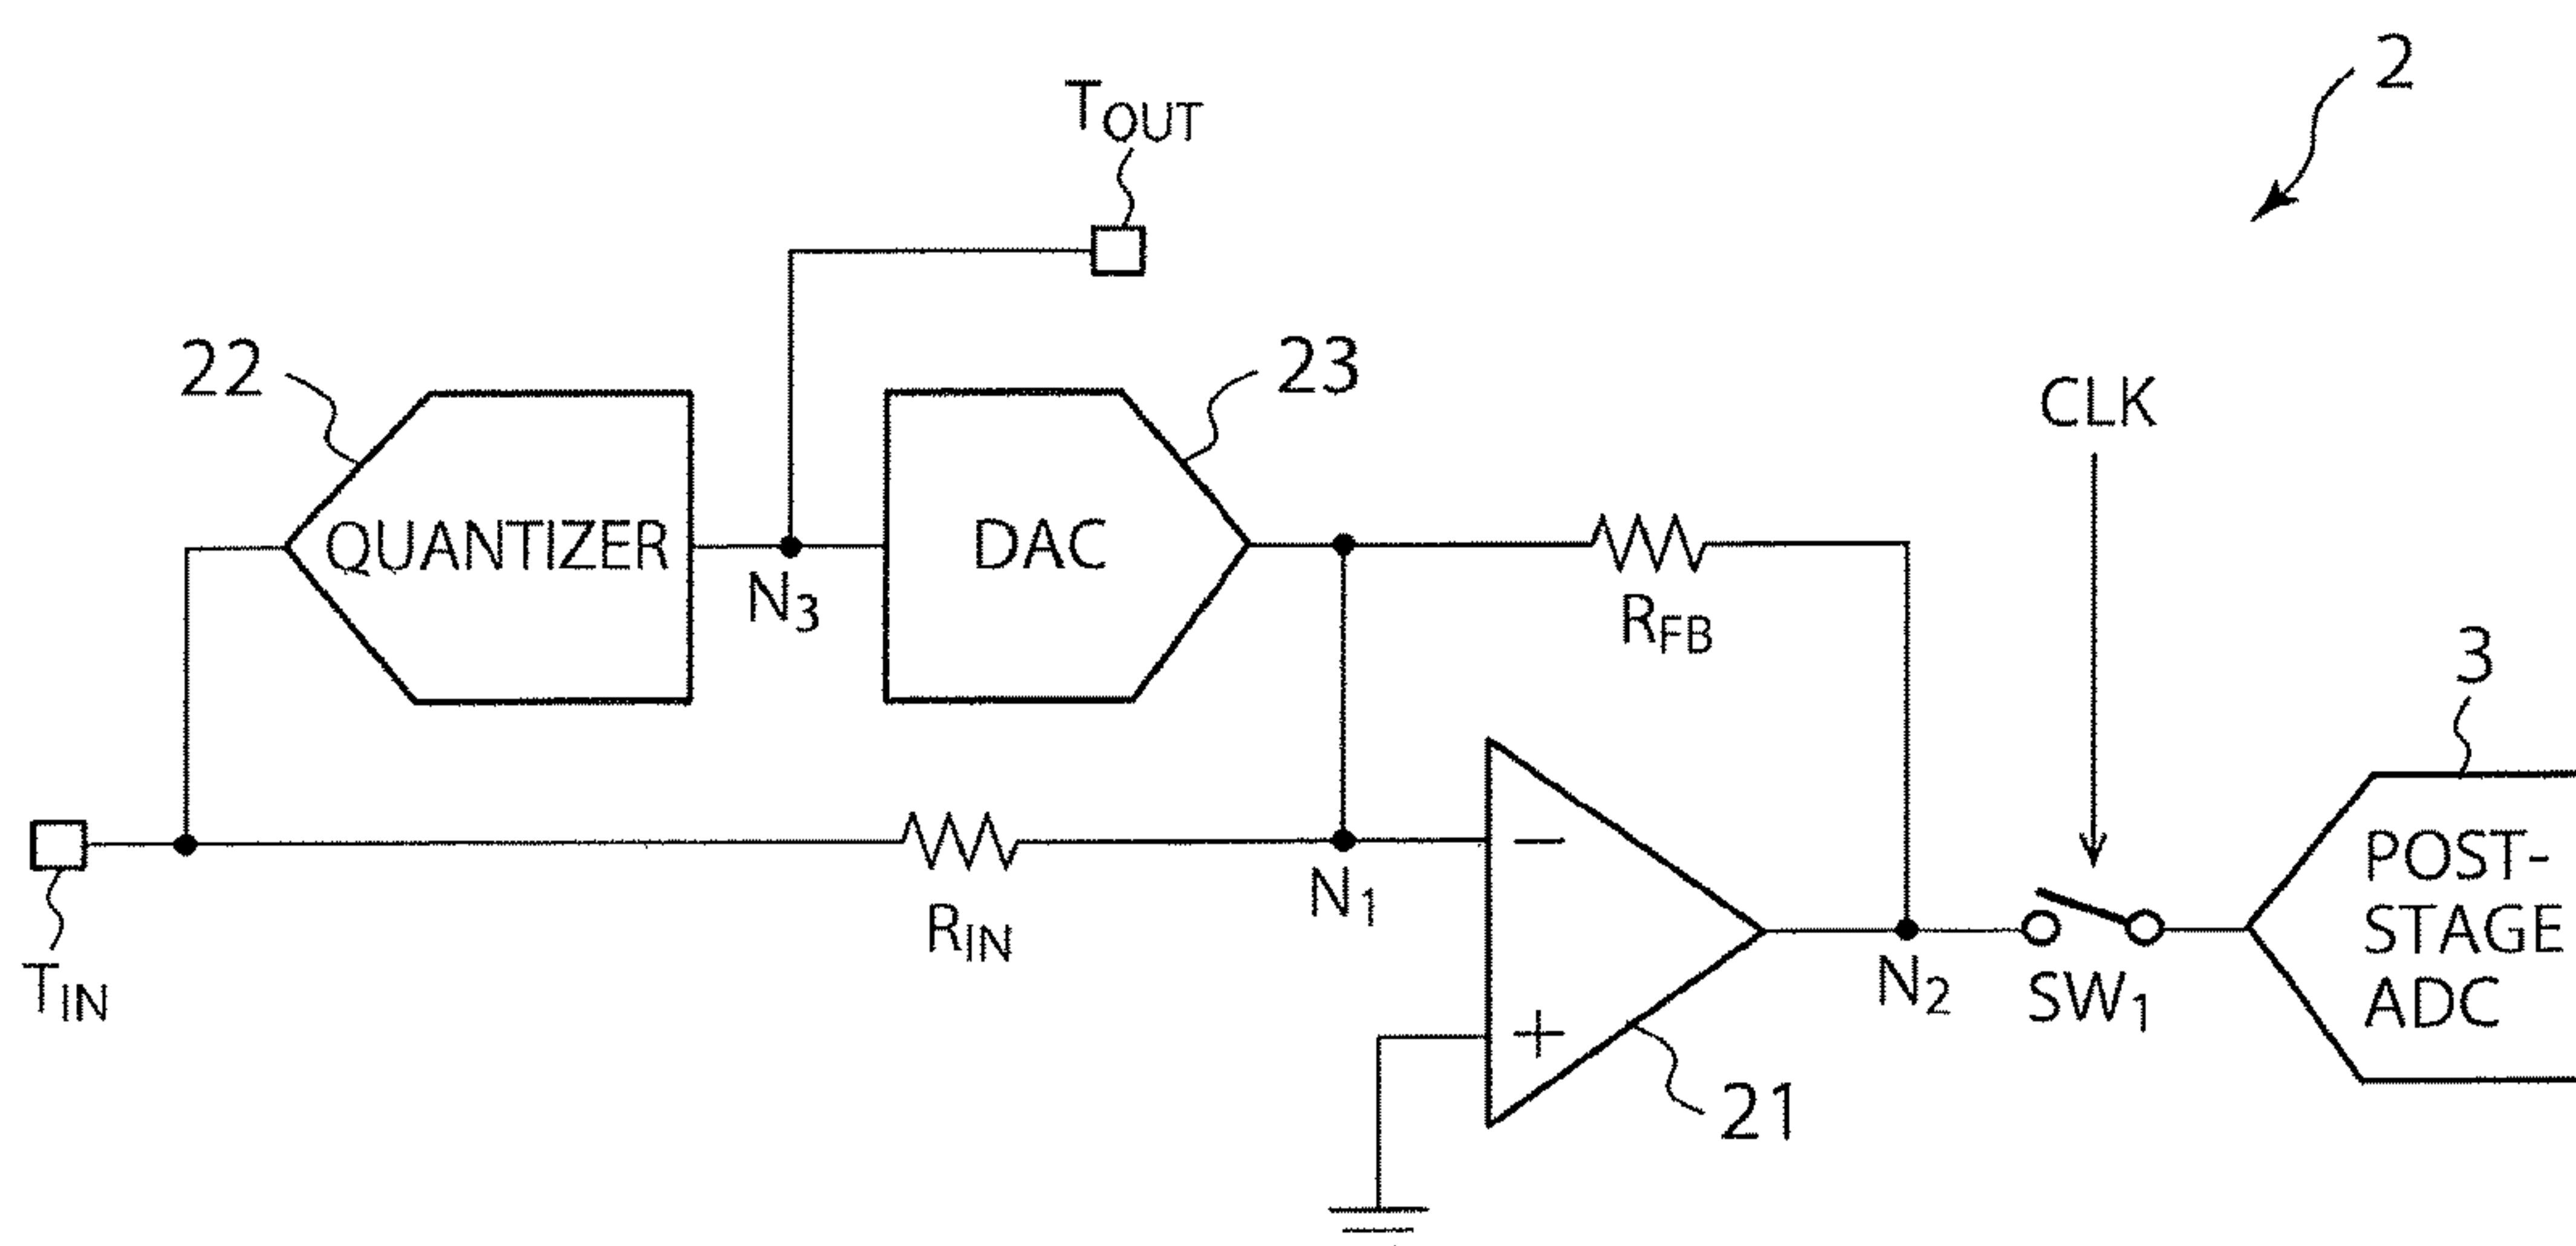 2
TOUT
22
23
CLK
QUANTIZER
N3
DAC
RFB
3
TIN
RIN
N1
−
+
21
N2
SW1
POST-
STAGE
ADC